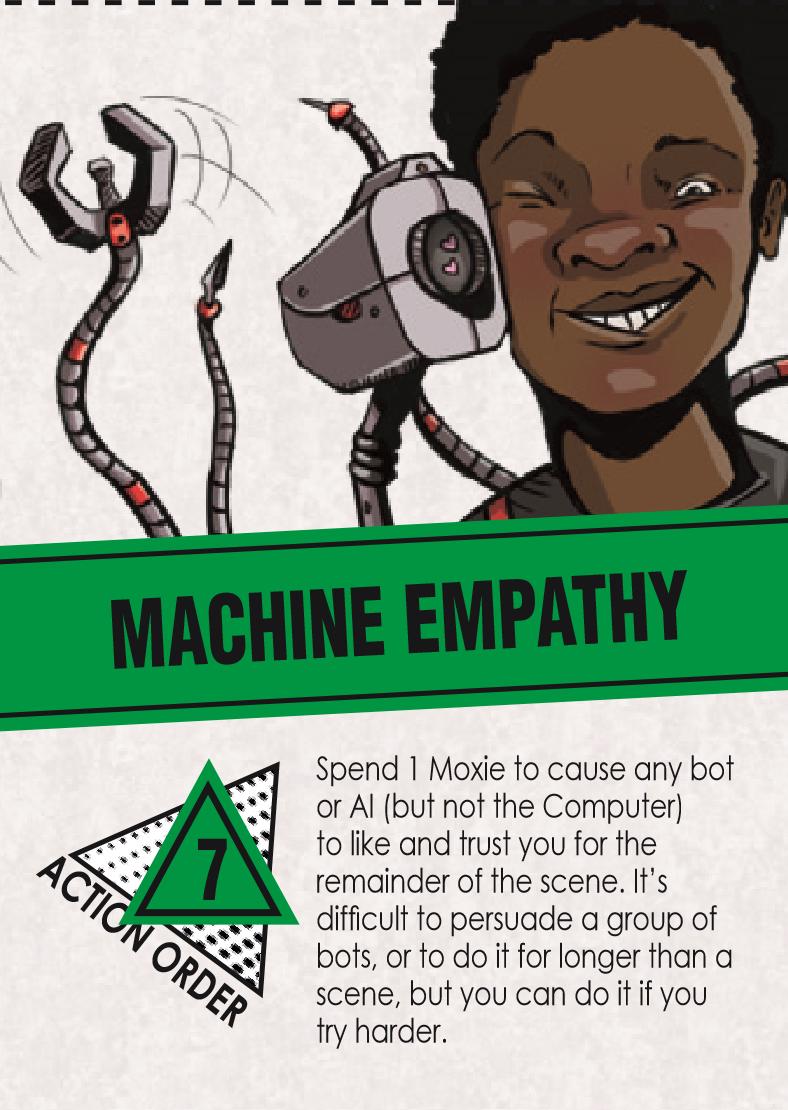 MACHINE EMPATHY
7
ACTION ORDER
Spend 1 Moxie to cause any bot
or AI (but not the Computer)
to like and trust you for the
remainder of the scene. It’s
difficult to persuade a group of
bots, or to do it for longer than a
scene, but you can do it if you
try harder.